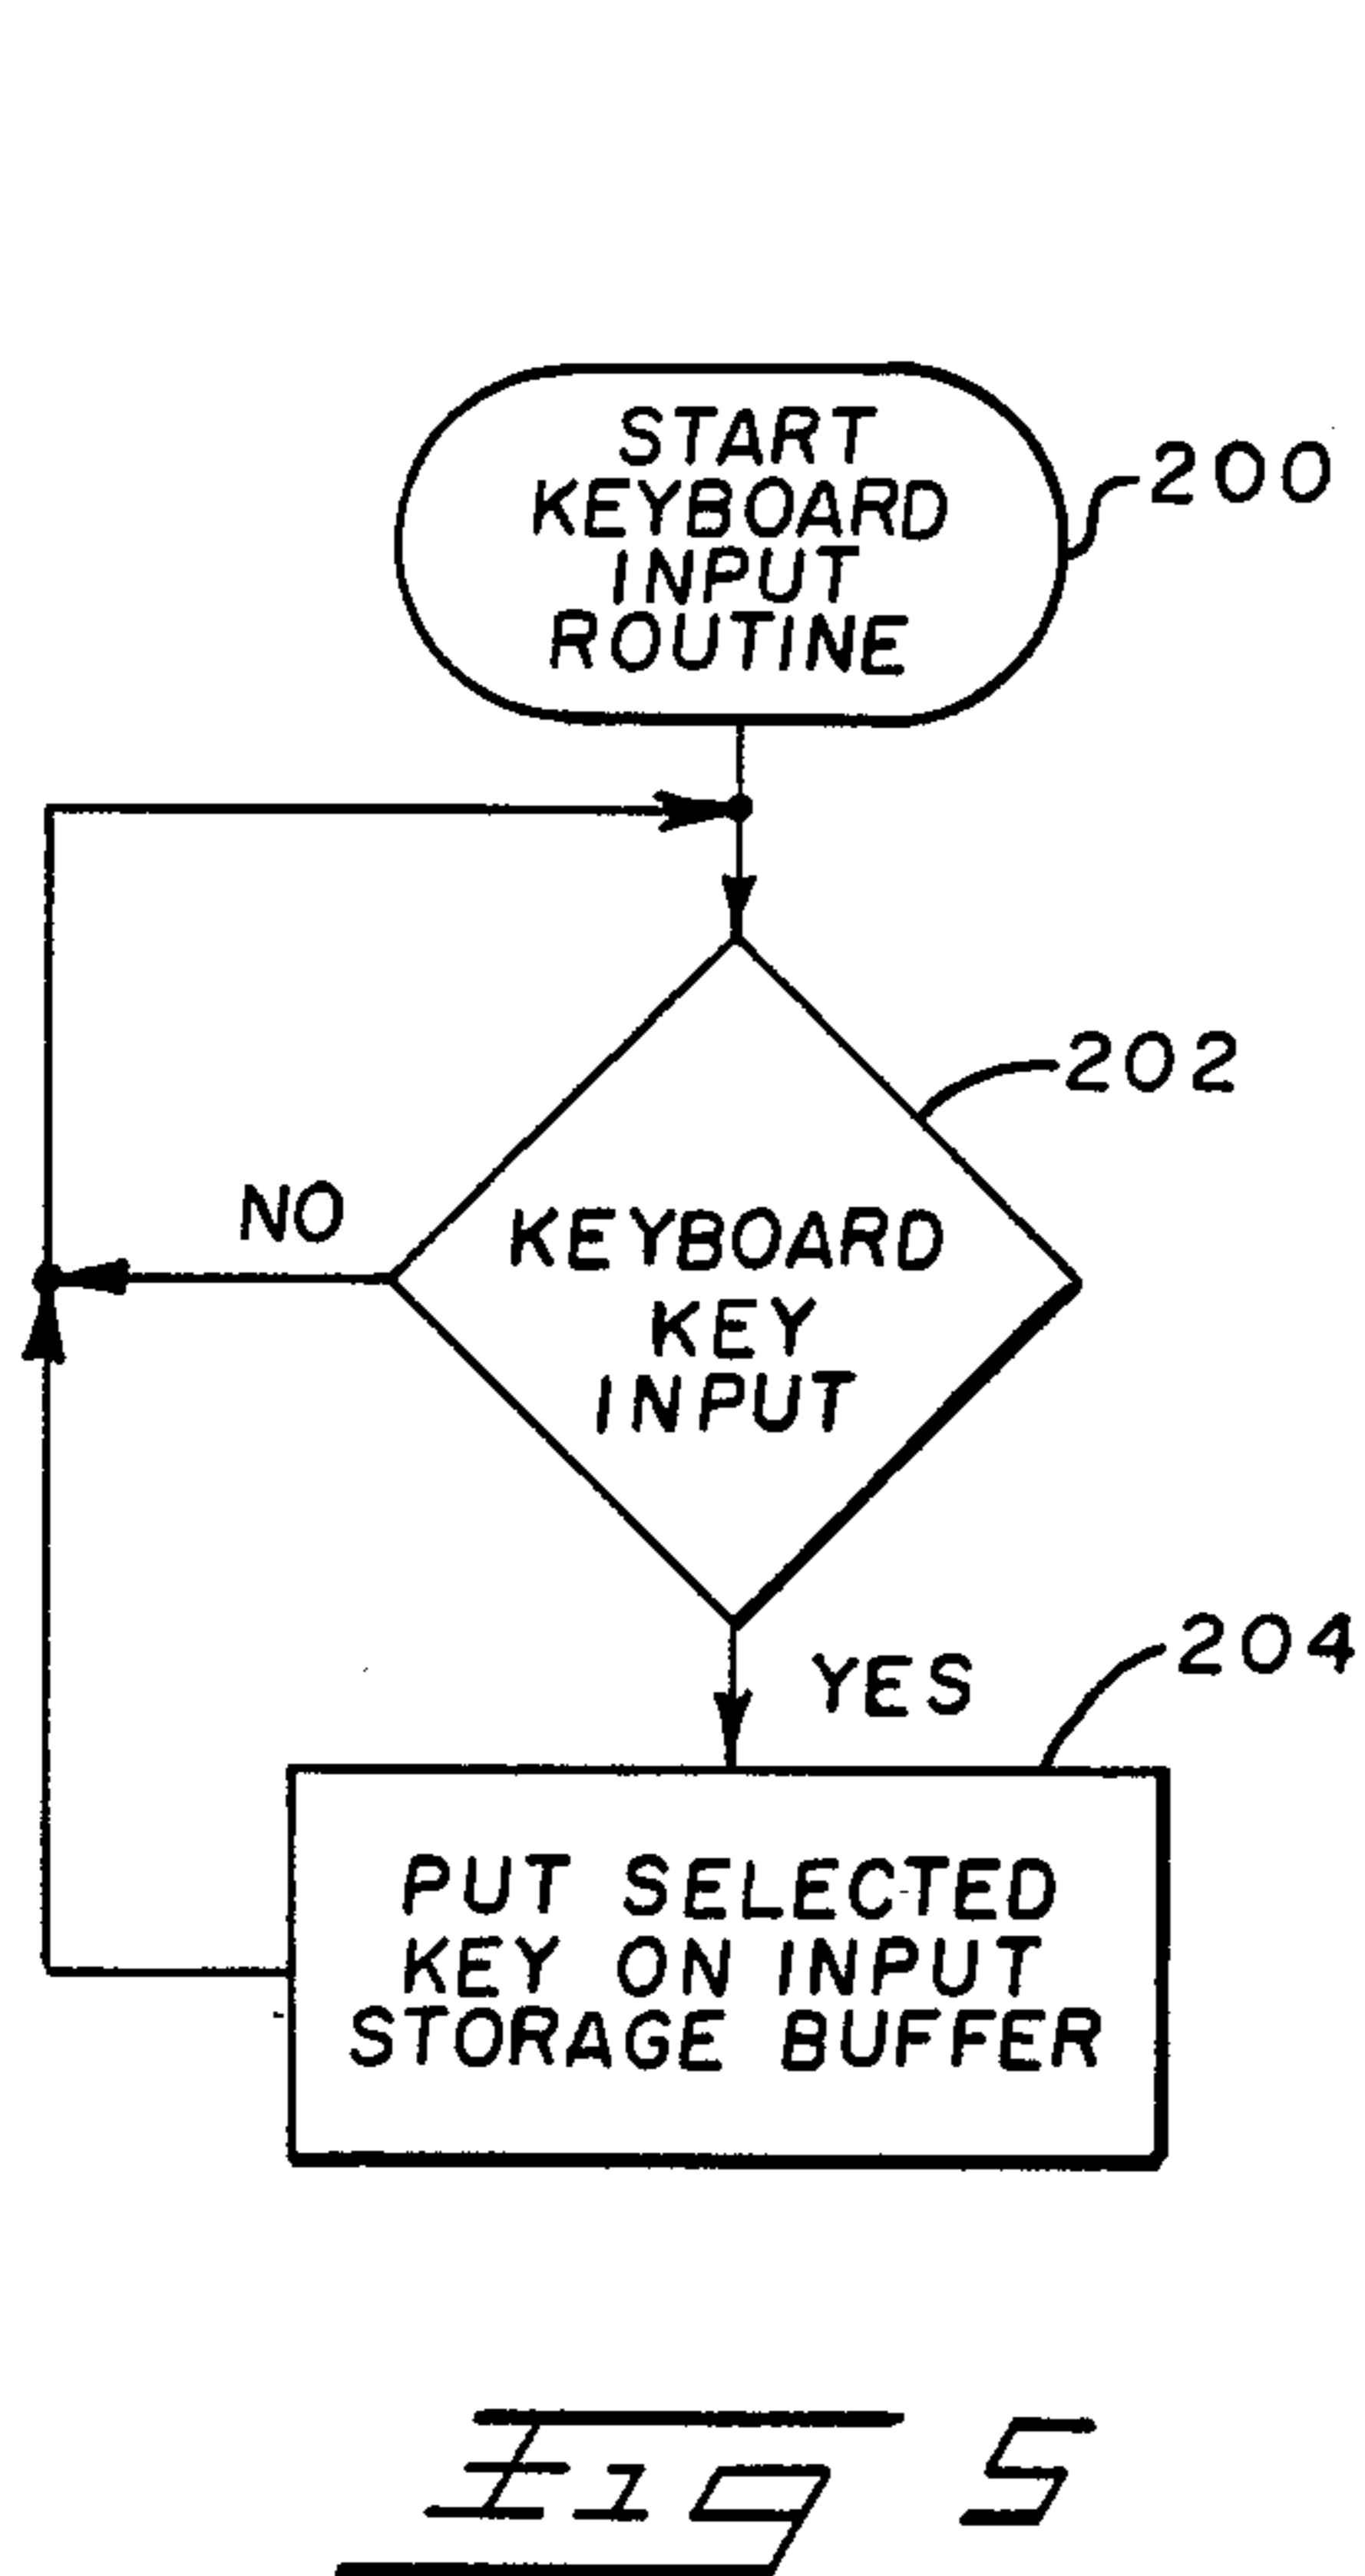 START
KEYBOARD
INPUT
ROUTINE
200
202
NO
KEYBOARD
KEY
INPUT
YES
204
PUT SELECTED
KEY ON INPUT
STORAGE BUFFER
Fig 5